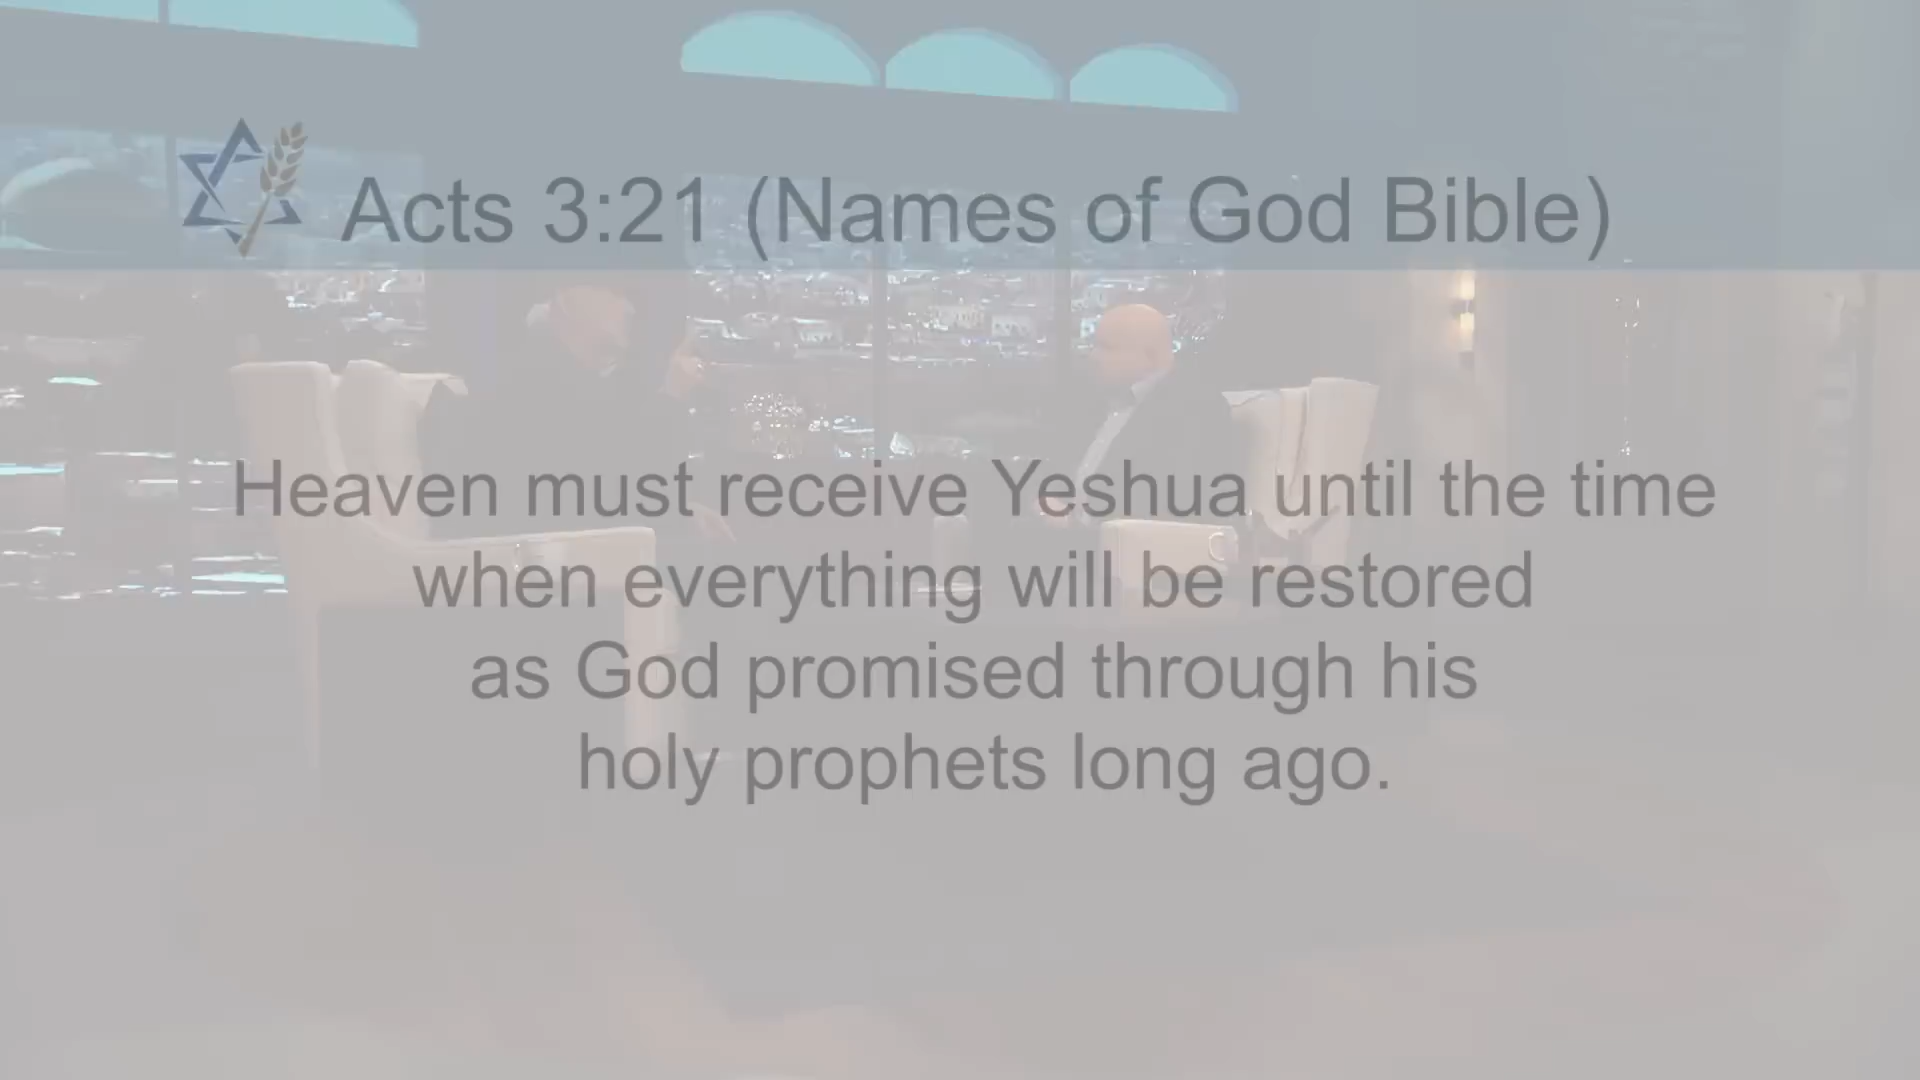 Acts 3:21 (Names of God Bible)
Heaven must receive Yeshua until the time
when everything will be restored
as God promised through his
holy prophets long ago.